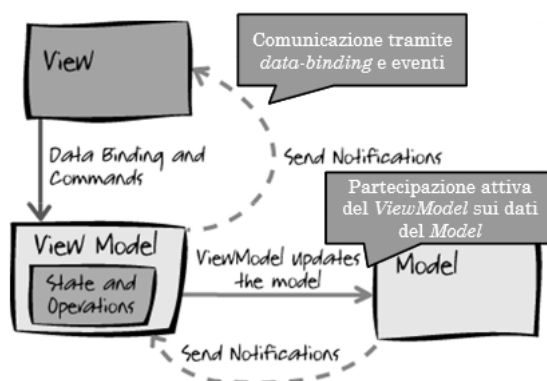 View
Comunicazione tramite
data-binding e eventi
Data Binding and
Commands
Send Notifications
Partecipazione attiva
del ViewModel sui dati
del Model
View Model
State and
Operations
ViewModel updates
the model
Model
Send Notifications